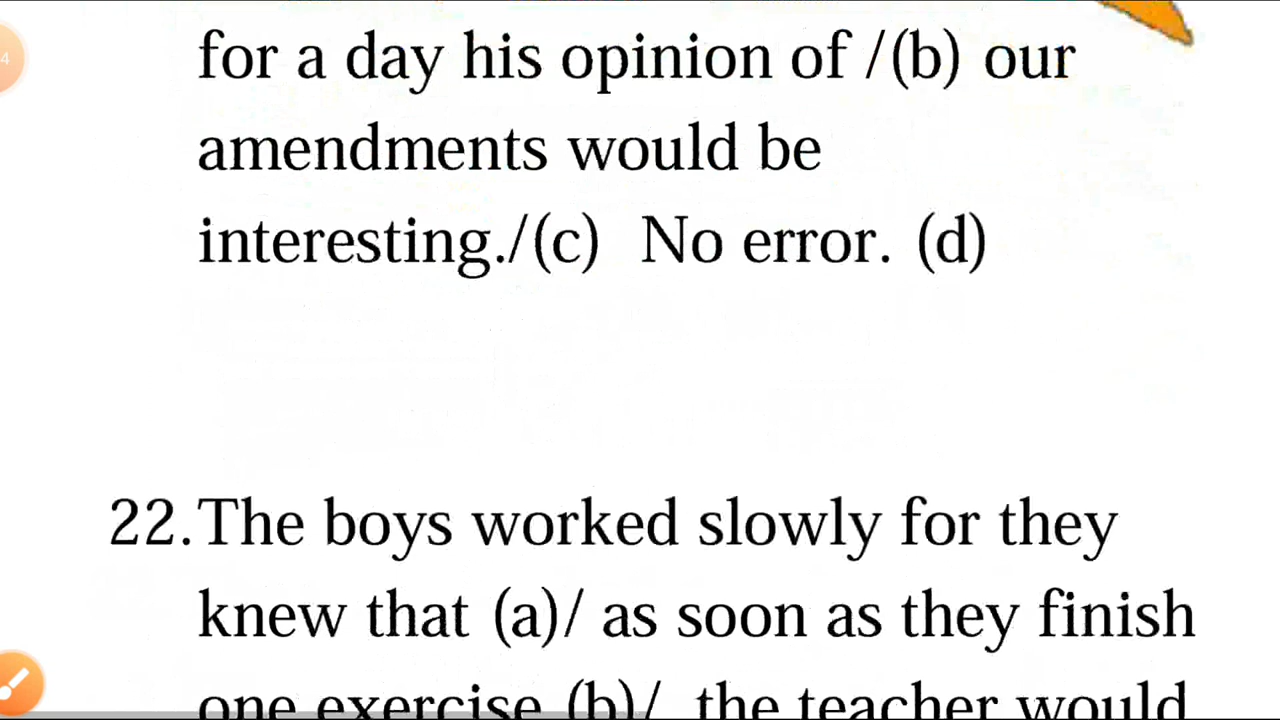 4
for a day his opinion of /(b) our
amendments would be
interesting./(c) No error. (d)
22. The boys worked slowly for they
knew that (a)/ as soon as they finish
one exercise (b)/ the teacher would